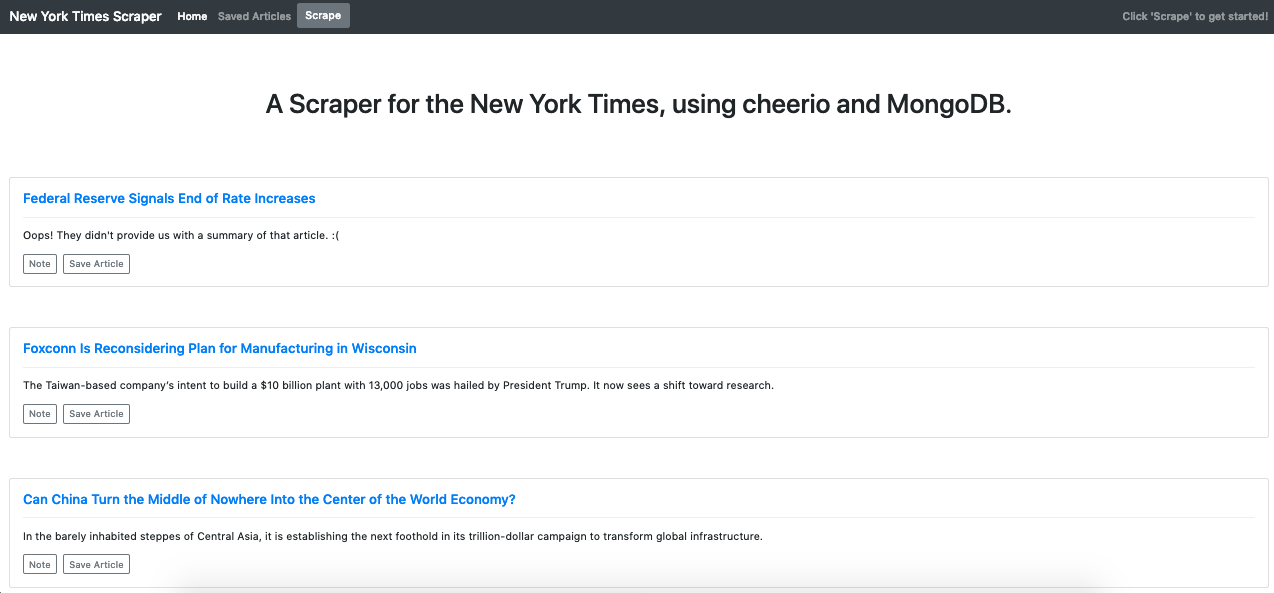 New York Times Scraper Home Saved Articles Scrape Click 'Scrape' to get started!
A Scraper for the New York Times, using cheerio and MongoDB.
Federal Reserve Signals End of Rate Increases
Oops! They didn't provide us with a summary of that article. :(
Note Save Article
Foxconn Is Reconsidering Plan for Manufacturing in Wisconsin
The Taiwan-based company’s intent to build a $10 billion plant with 13,000 jobs was hailed by President Trump. It now sees a shift toward research.
Note Save Article
Can China Turn the Middle of Nowhere Into the Center of the World Economy?
In the barely inhabited steppes of Central Asia, it is establishing the next foothold in its trillion-dollar campaign to transform global infrastructure.
Note Save Article